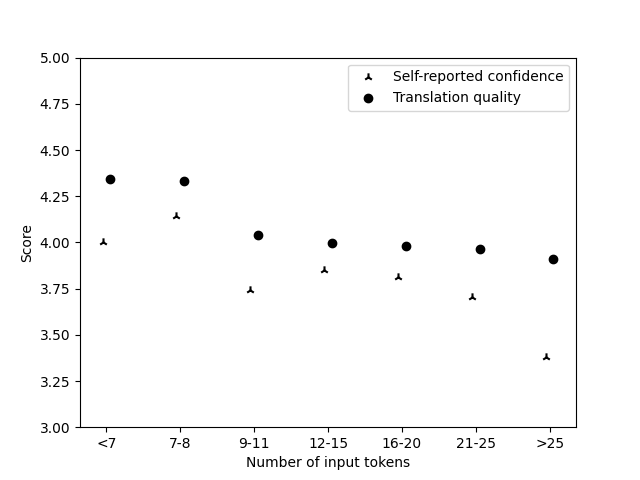 5.00
4.75
4.50
4.25
4.00
3.75
3.50
3.25
3.00
Score
Self-reported confidence
Translation quality
<7 7-8 9-11 12-15 16-20 21-25 >25
Number of input tokens